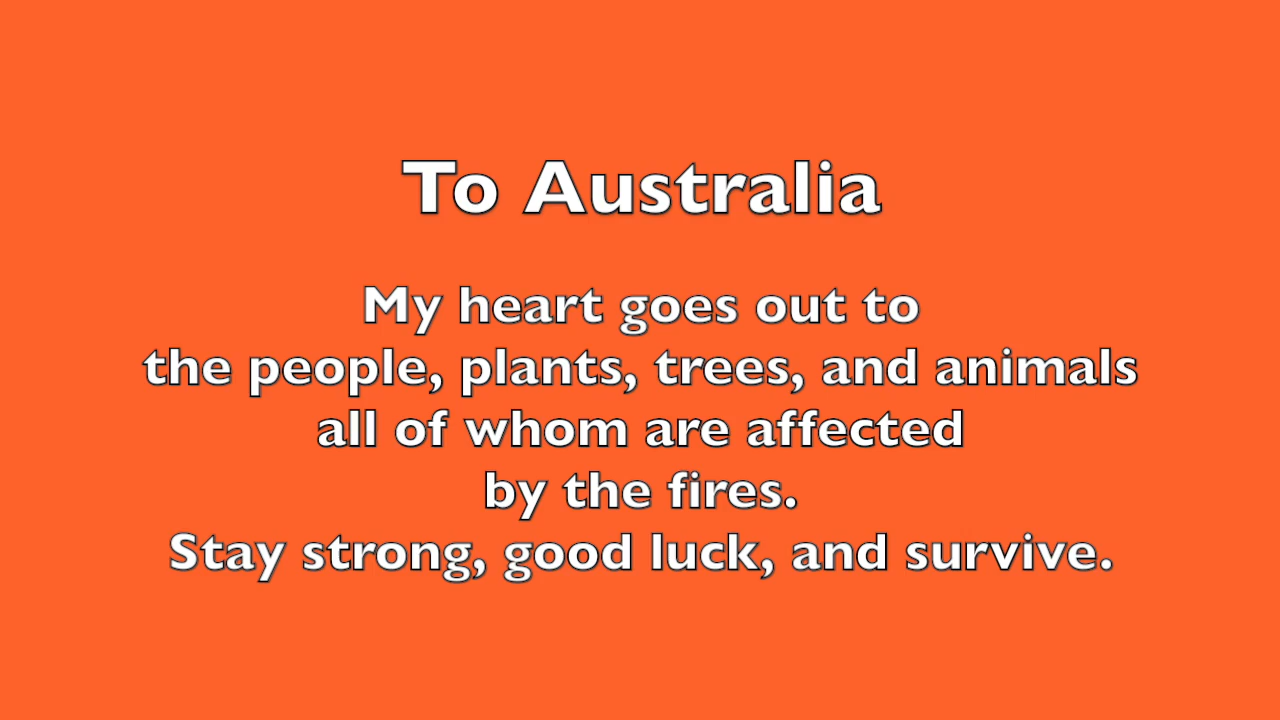 To Australia
My heart goes out to
the people, plants, trees, and animals
all of whom are affected
by the fires.
Stay strong, good luck, and survive.